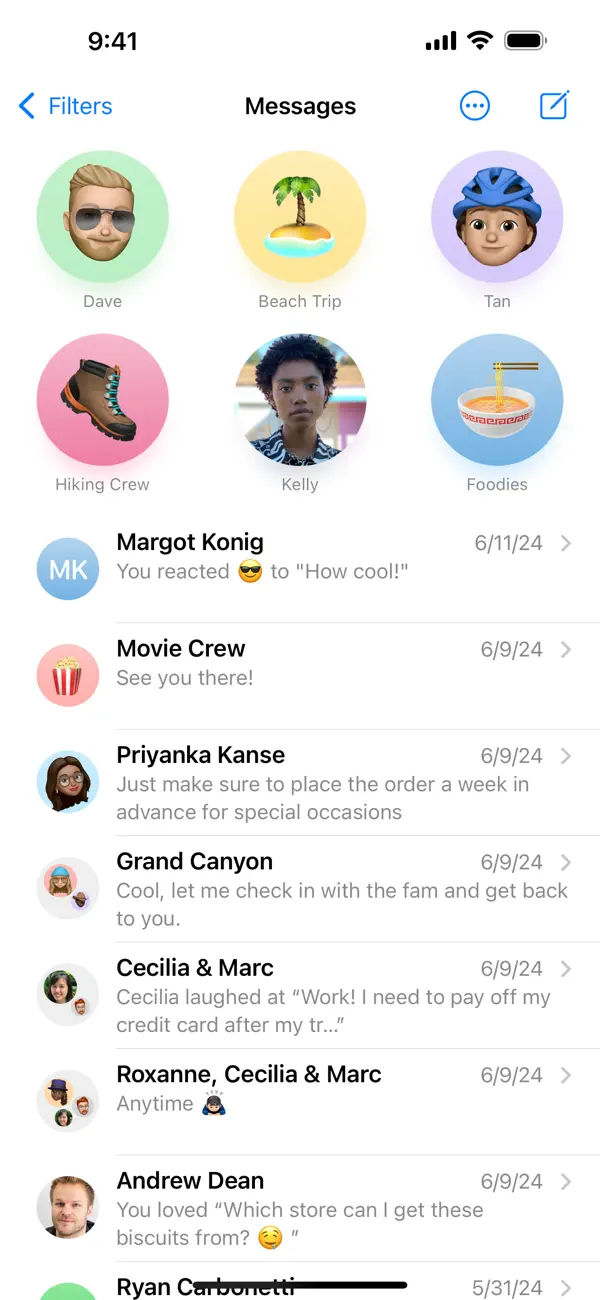 9:41
Filters
Messages
Dave
Beach Trip
Tan
Hiking Crew
Kelly
Foodies
MK
Margot Konig
6/11/24
You reacted 😎 to "How cool!"
Movie Crew
6/9/24
See you there!
Priyanka Kanse
6/9/24
Just make sure to place the order a week in
advance for special occasions
Grand Canyon
6/9/24
Cool, let me check in with the fam and get back
to you.
Cecilia & Marc
6/9/24
Cecilia laughed at “Work! I need to pay off my
credit card after my tr...”
Roxanne, Cecilia & Marc
6/9/24
Anytime 🙇🏻
Andrew Dean
6/9/24
You loved “Which store can I get these
biscuits from? 🤤 ”
Ryan Carbonetti
5/31/24